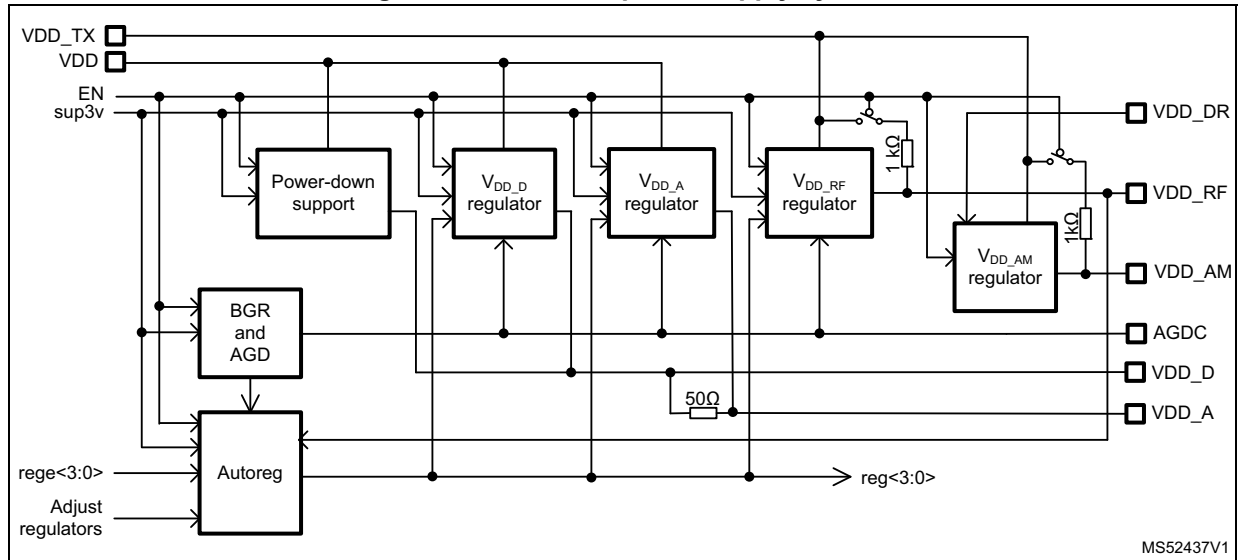 VDD_TX
VDD
EN
sup3v
VDD_DR
1 kΩ
Power-down
support
VDD_D
regulator
VDD_A
regulator
VDD_RF
regulator
VDD_RF
1kΩ
VDD_AM
regulator
VDD_AM
BGR
and
AGD
AGDC
VDD_D
50Ω
VDD_A
Autoreg
rege<3:0>
reg<3:0>
Adjust
regulators
MS52437V1